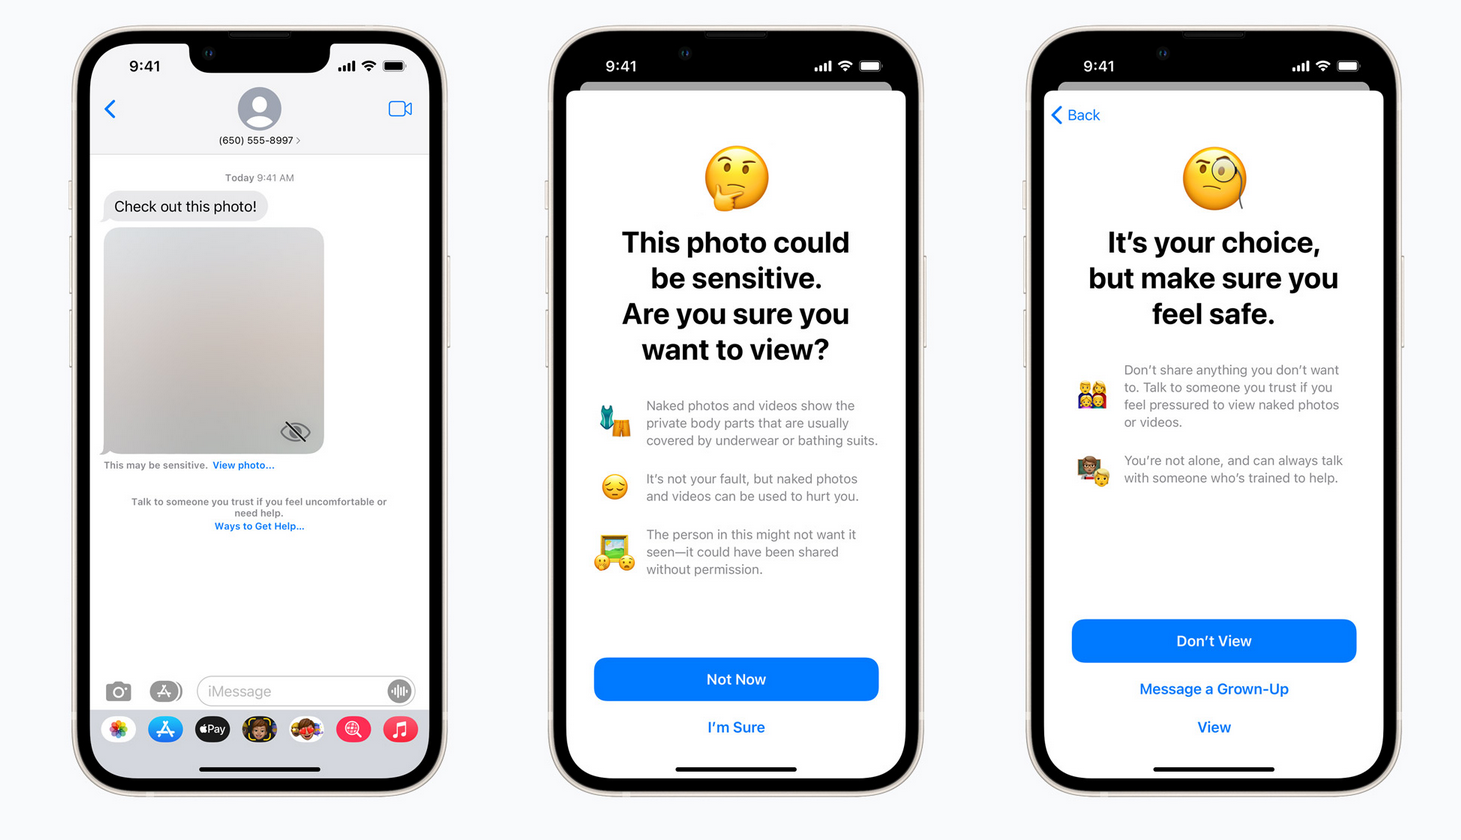 9:41
(650) 555-8997 >
Today 9:41 AM
Check out this photo!
This may be sensitive. View photo...
Talk to someone you trust if you feel uncomfortable or
need help.
Ways to Get Help...
iMessage
Pay
9:41
This photo could
be sensitive.
Are you sure you
want to view?
Naked photos and videos show the
private body parts that are usually
covered by underwear or bathing suits.
It's not your fault, but naked photos
and videos can be used to hurt you.
The person in this might not want it
seen—it could have been shared
without permission.
Not Now
I'm Sure
9:41
Back
It's your choice,
but make sure you
feel safe.
Don't share anything you don't want
to. Talk to someone you trust if you
feel pressured to view naked photos
or videos.
You're not alone, and can always talk
with someone who's trained to help.
Don't View
Message a Grown-Up
View